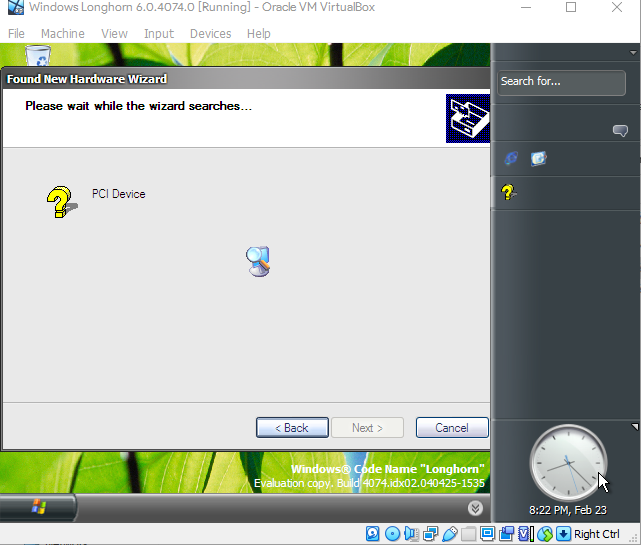 Windows Longhorn 6.0.4074.0 [Running] - Oracle VM VirtualBox
File Machine View Input Devices Help
Found New Hardware Wizard
Please wait while the wizard searches...
Search for...
PCI Device
< Back Next > Cancel
Windows® Code Name "Longhorn"
Evaluation copy. Build 4074.idx02.040425-1535
8:22 PM, Feb 23
Right Ctrl